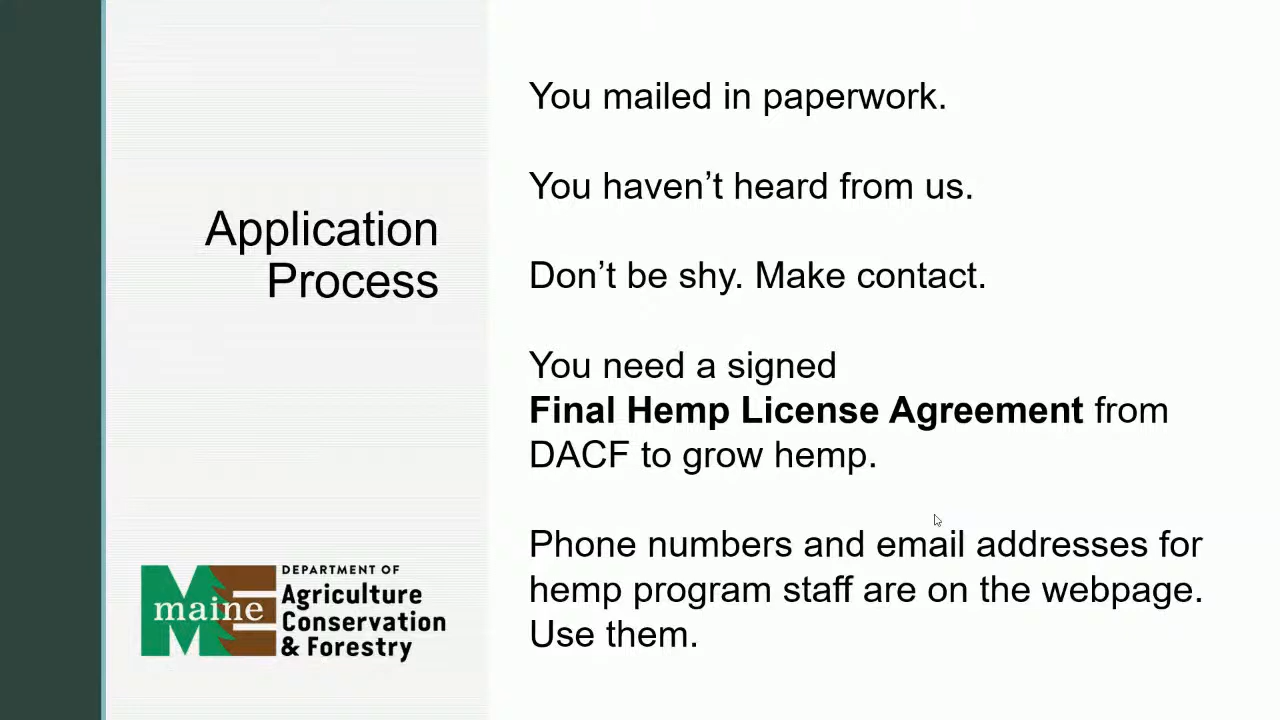 Application
Process
You mailed in paperwork.
You haven’t heard from us.
Don’t be shy. Make contact.
You need a signed
Final Hemp License Agreement from
DACF to grow hemp.
Phone numbers and email addresses for
hemp program staff are on the webpage.
Use them.
maine
DEPARTMENT OF
Agriculture
Conservation
& Forestry